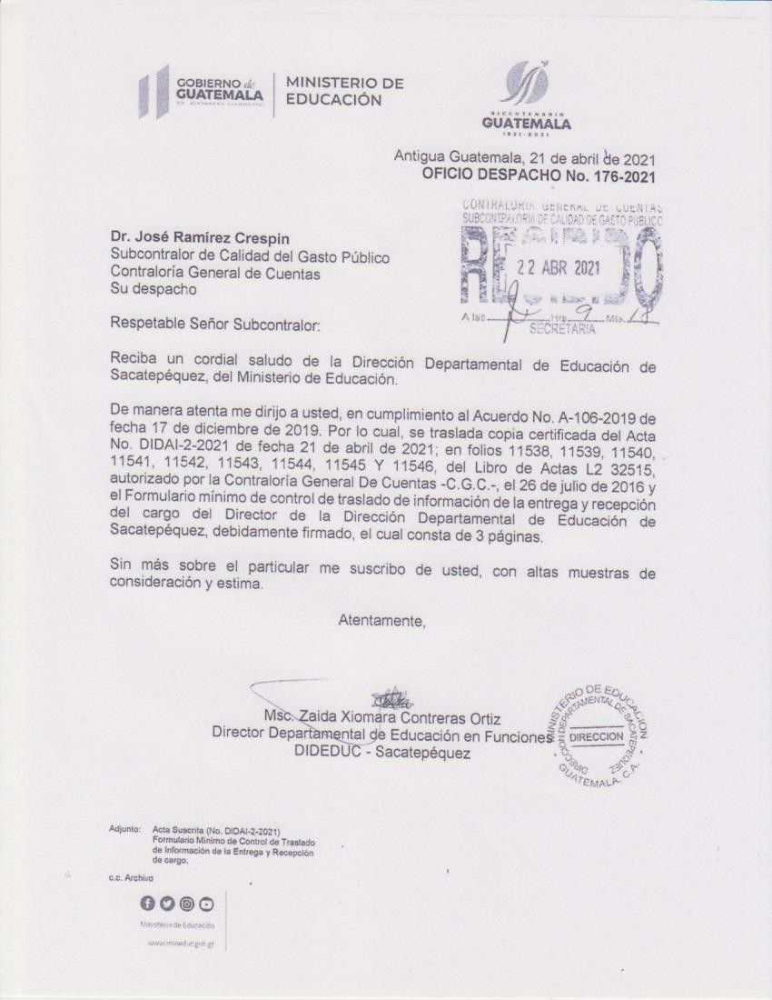 GOBIERNO de
GUATEMALA
DR. ALEJANDRO GIAMMATTEI
MINISTERIO DE
EDUCACIÓN
BICENTENARIO
GUATEMALA
1821-2021
Antigua Guatemala, 21 de abril de 2021
OFICIO DESPACHO No. 176-2021
CONTRALORIA GENERAL DE CUENTAS
SUBCONTRALORIA DE CALIDAD DE GASTO PUBLICO
RECIBIDO
22 ABR 2021
A las Hrs. 9 Mts. 18
SECRETARIA
Dr. José Ramírez Crespin
Subcontralor de Calidad del Gasto Público
Contraloría General de Cuentas
Su despacho
Respetable Señor Subcontralor:
Reciba un cordial saludo de la Dirección Departamental de Educación de
Sacatepéquez, del Ministerio de Educación.
De manera atenta me dirijo a usted, en cumplimiento al Acuerdo No. A-106-2019 de
fecha 17 de diciembre de 2019. Por lo cual, se traslada copia certificada del Acta
No. DIDAI-2-2021 de fecha 21 de abril de 2021; en folios 11538, 11539, 11540,
11541, 11542, 11543, 11544, 11545 Y 11546, del Libro de Actas L2 32515,
autorizado por la Contraloría General De Cuentas -C.G.C.-, el 26 de julio de 2016 y
el Formulario mínimo de control de traslado de información de la entrega y recepción
del cargo del Director de la Dirección Departamental de Educación de
Sacatepéquez, debidamente firmado, el cual consta de 3 páginas.
Sin más sobre el particular me suscribo de usted, con altas muestras de
consideración y estima.
Atentamente,
Msc. Zaida Xiomara Contreras Ortiz
Director Departamental de Educación en Funciones
DIDEDUC - Sacatepéquez
MINISTERIO DE EDUCACION
DIRECCION DEPARTAMENTAL DE SACATEPEQUEZ
DIRECCION
GUATEMALA, C.A.
Adjunto: Acta Suscrita (No. DIDAI-2-2021)
Formulario Mínimo de Control de Traslado
de Información de la Entrega y Recepción
de cargo.
c.c. Archivo
Ministerio de Educación
www.mineduc.gob.gt